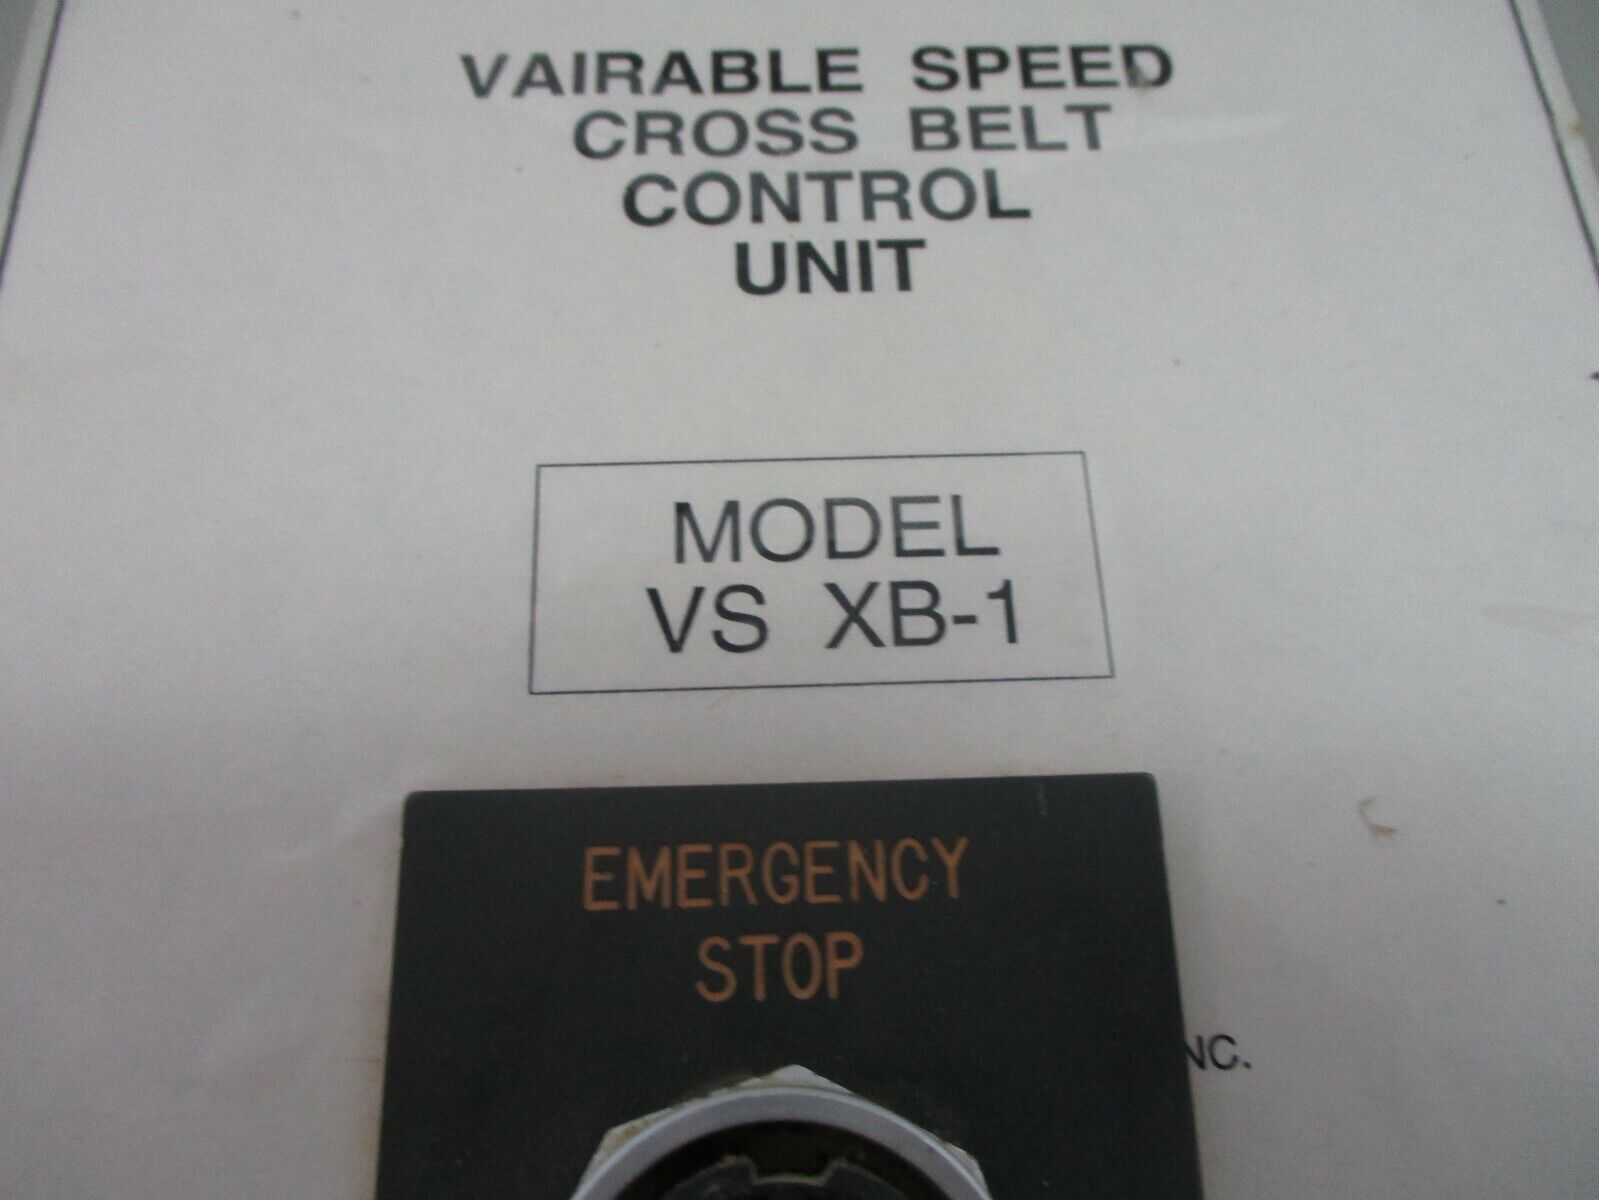 VAIRABLE SPEED
CROSS BELT
CONTROL
UNIT
MODEL
VS XB-1
EMERGENCY
STOP
NC.